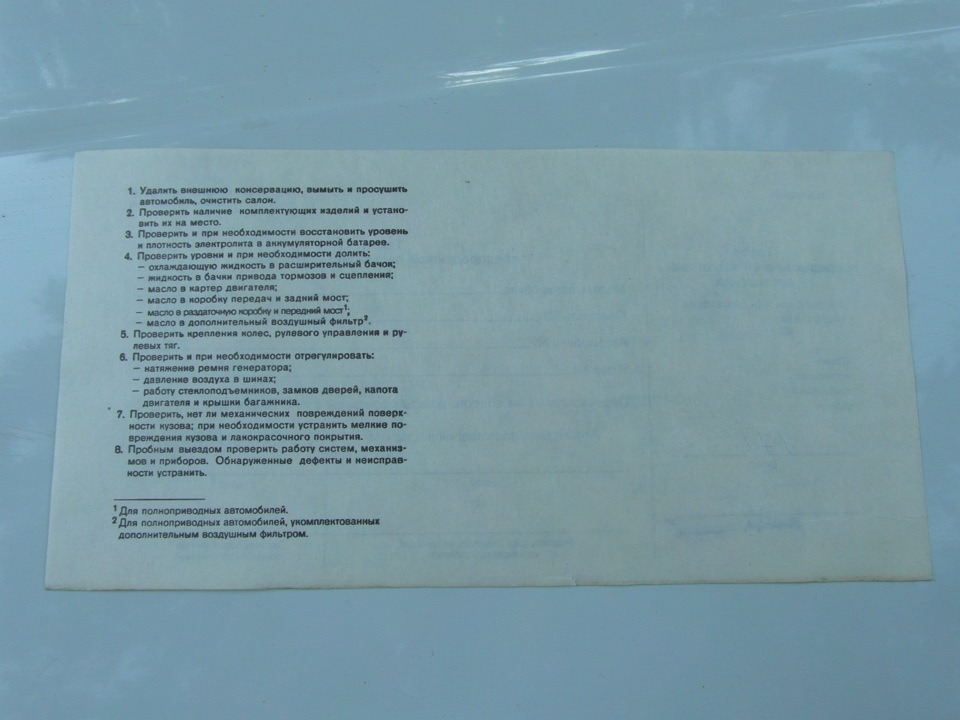 1. Удалить внешнюю консервацию, вымыть и просушить
автомобиль, очистить салон.
2. Проверить наличие комплектующих изделий и устано-
вить их на место.
3. Проверить и при необходимости восстановить уровень
и плотность электролита в аккумуляторной батарее.
4. Проверить уровни и при необходимости долить:
— охлаждающую жидкость в расширительный бачок;
— жидкость в бачки привода тормозов и сцепления;
— масло в картер двигателя;
— масло в коробку передач и задний мост;
— масло в раздаточную коробку и передний мост¹;
— масло в дополнительный воздушный фильтр².
5. Проверить крепления колес, рулевого управления и ру-
левых тяг.
6. Проверить и при необходимости отрегулировать:
— натяжение ремня генератора;
— давление воздуха в шинах;
— работу стеклоподъемников, замков дверей, капота
двигателя и крышки багажника.
7. Проверить, нет ли механических повреждений поверх-
ности кузова; при необходимости устранить мелкие по-
вреждения кузова и лакокрасочного покрытия.
8. Пробным выездом проверить работу систем, механиз-
мов и приборов. Обнаруженные дефекты и неисправ-
ности устранить.
¹ Для полноприводных автомобилей.
² Для полноприводных автомобилей, укомплектованных
дополнительным воздушным фильтром.